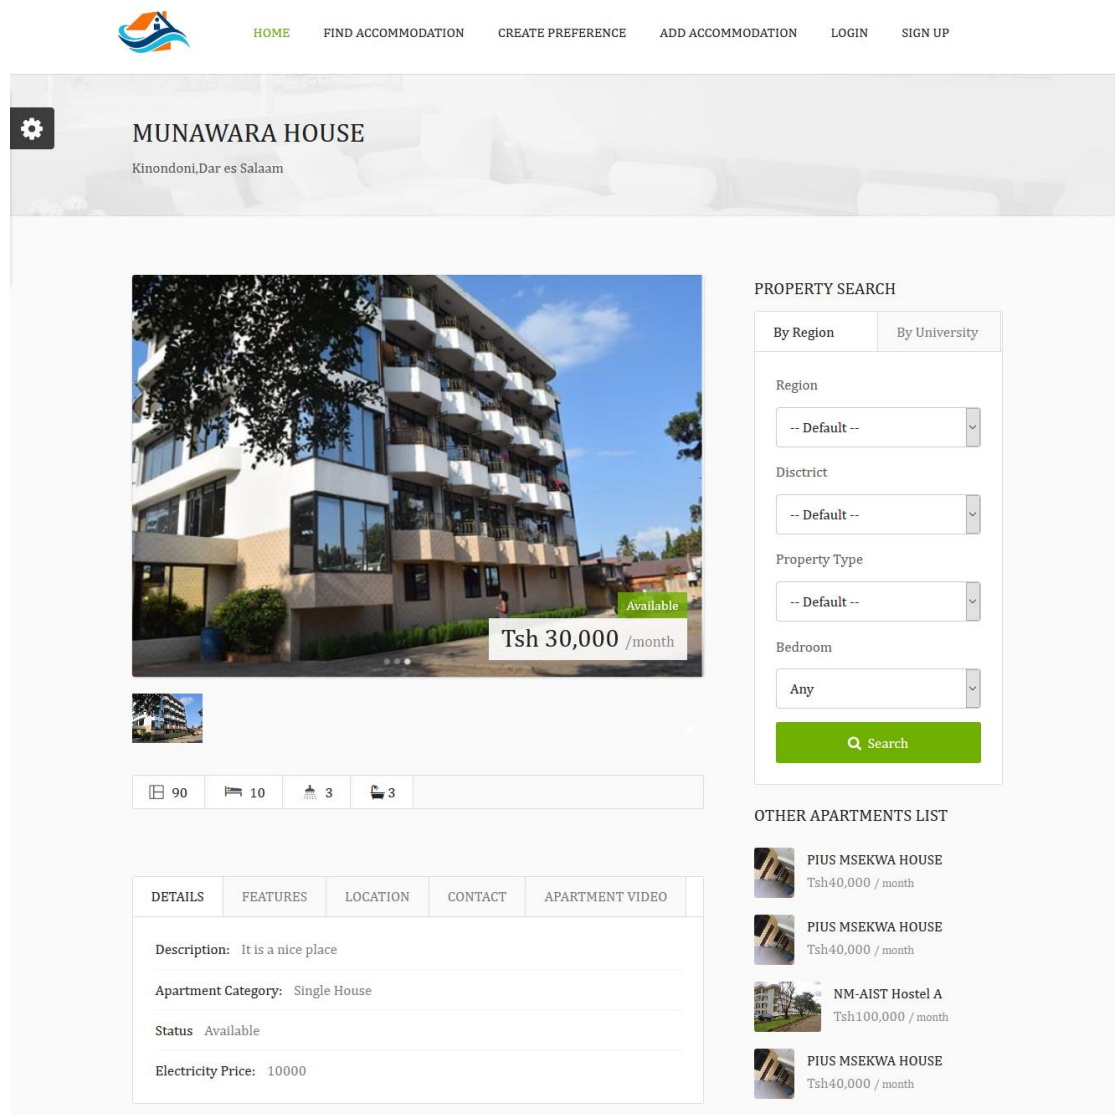 HOME FIND ACCOMMODATION CREATE PREFERENCE ADD ACCOMMODATION LOGIN SIGN UP
MUNAWARA HOUSE
Kinondoni,Dar es Salaam
Available
Tsh 30,000 /month
90 10 3 3
DETAILS FEATURES LOCATION CONTACT APARTMENT VIDEO
Description: It is a nice place
Apartment Category: Single House
Status Available
Electricity Price: 10000
PROPERTY SEARCH
By Region By University
Region
-- Default --
Disctrict
-- Default --
Property Type
-- Default --
Bedroom
Any
Search
OTHER APARTMENTS LIST
PIUS MSEKWA HOUSE
Tsh40,000 / month
PIUS MSEKWA HOUSE
Tsh40,000 / month
NM-AIST Hostel A
Tsh100,000 / month
PIUS MSEKWA HOUSE
Tsh40,000 / month